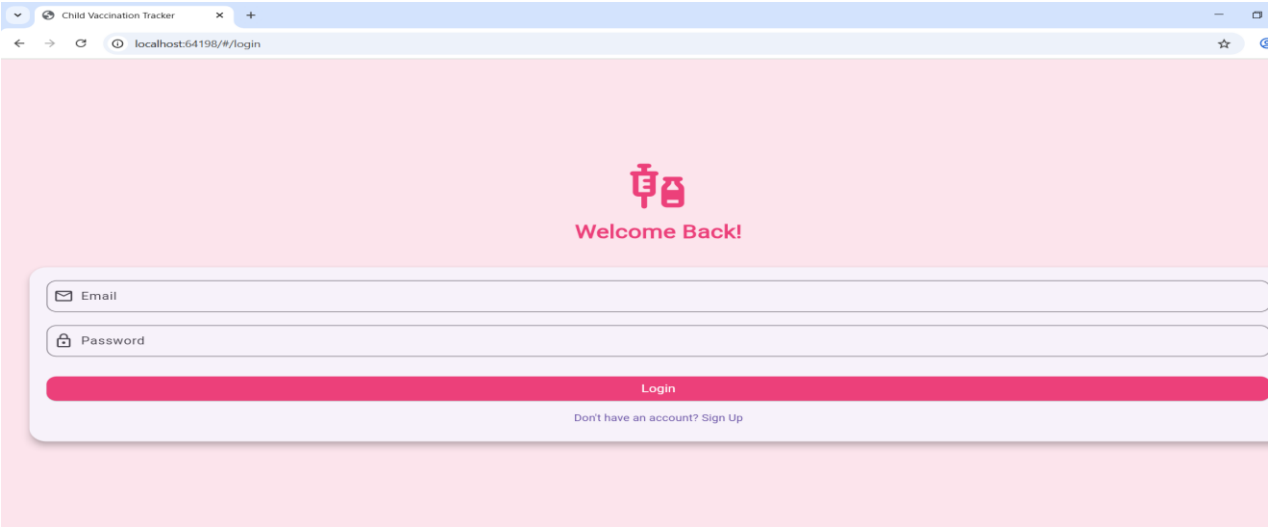 Child Vaccination Tracker
localhost:64198/#/login
Welcome Back!
Email
Password
Login
Don't have an account? Sign Up